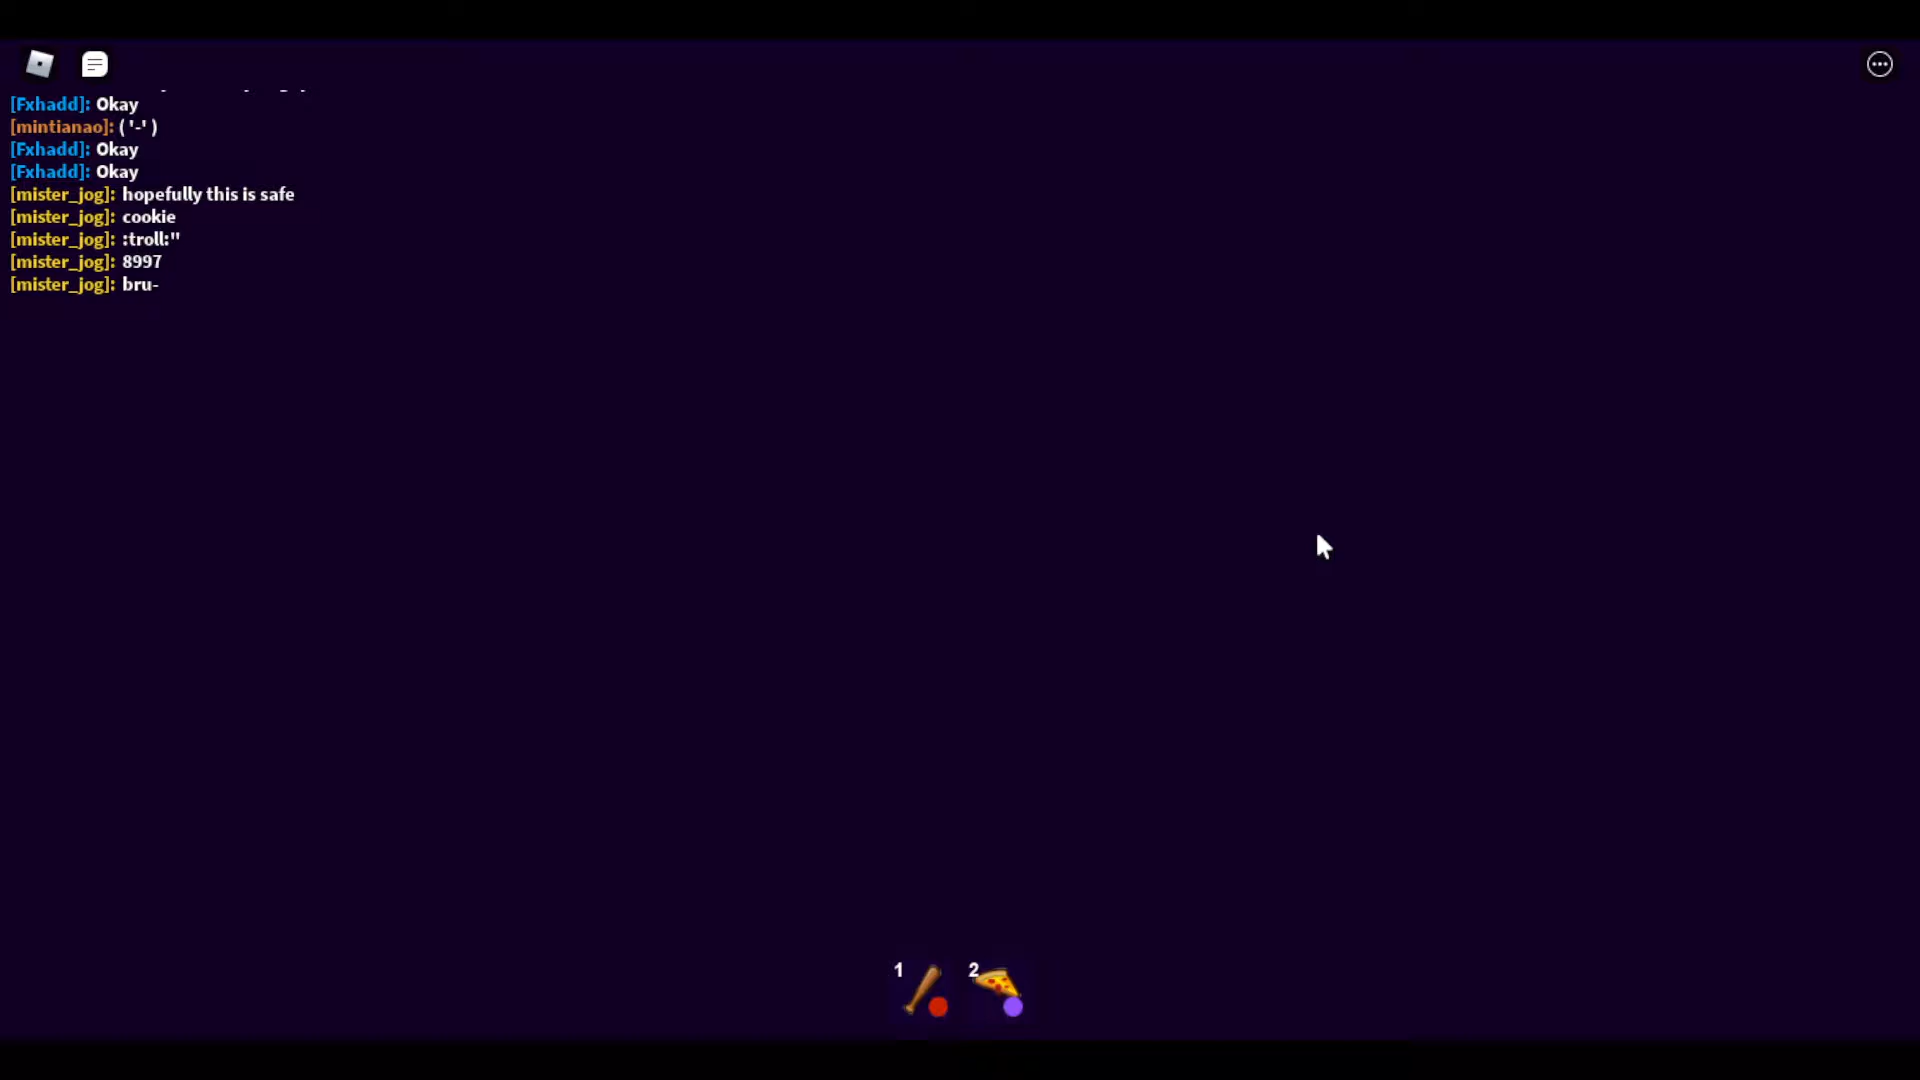 [Fxhadd]: Okay
[mintianao]: ( '-' )
[Fxhadd]: Okay
[Fxhadd]: Okay
[mister_jog]: hopefully this is safe
[mister_jog]: cookie
[mister_jog]: :troll:"
[mister_jog]: 8997
[mister_jog]: bru-
1
2